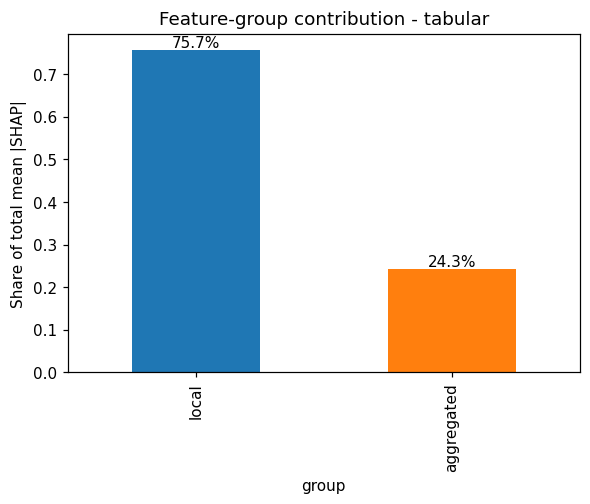 Feature-group contribution - tabular
Share of total mean |SHAP|
0.7
0.6
0.5
0.4
0.3
0.2
0.1
0.0
75.7%
24.3%
local
aggregated
group